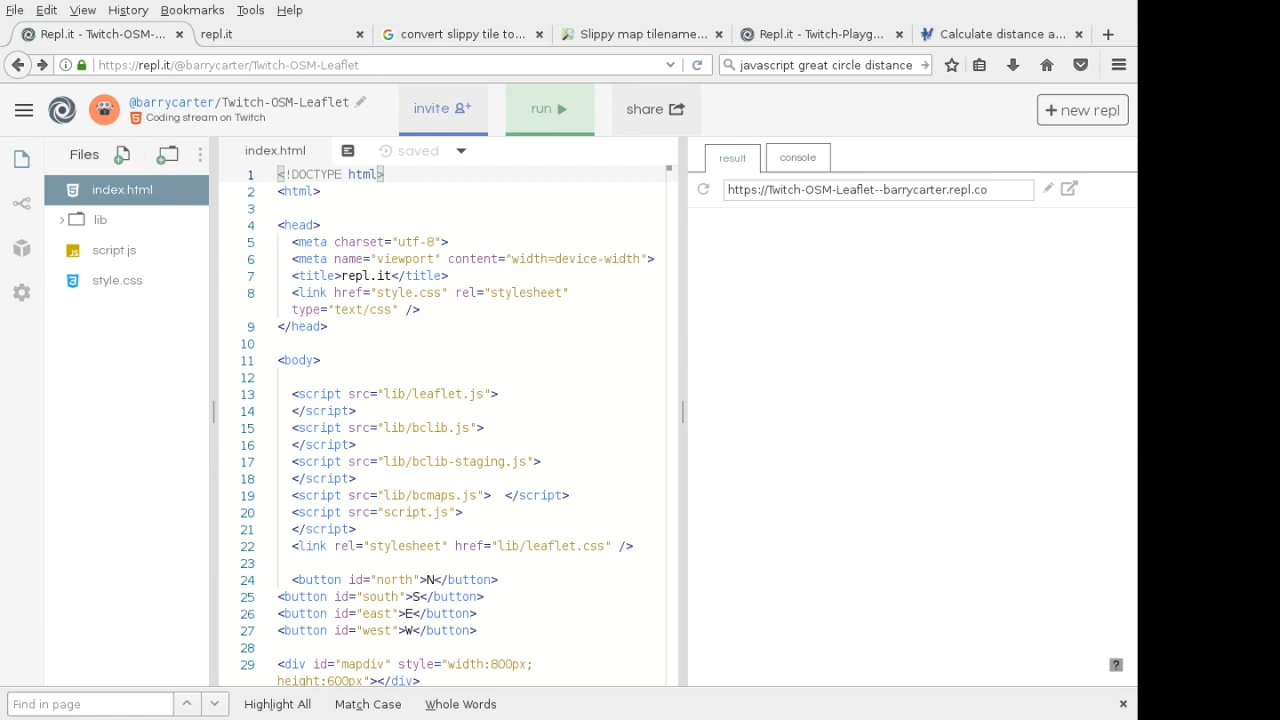 File Edit View History Bookmarks Tools Help
Repl.it - Twitch-OSM-... × repl.it × convert slippy tile to... × Slippy map tilename... × Repl.it - Twitch-Playg... × Calculate distance a... × +
https://repl.it/@barrycarter/Twitch-OSM-Leaflet javascript great circle distance
@barrycarter/Twitch-OSM-Leaflet
Coding stream on Twitch
invite run share + new repl
Files
index.html
lib
script.js
style.css
index.html saved
1 <!DOCTYPE html>
2 <html>
3
4 <head>
5 <meta charset="utf-8">
6 <meta name="viewport" content="width=device-width">
7 <title>repl.it</title>
8 <link href="style.css" rel="stylesheet"
type="text/css" />
9 </head>
10
11 <body>
12
13 <script src="lib/leaflet.js">
14 </script>
15 <script src="lib/bclib.js">
16 </script>
17 <script src="lib/bclib-staging.js">
18 </script>
19 <script src="lib/bcmaps.js"> </script>
20 <script src="script.js">
21 </script>
22 <link rel="stylesheet" href="lib/leaflet.css" />
23
24 <button id="north">N</button>
25 <button id="south">S</button>
26 <button id="east">E</button>
27 <button id="west">W</button>
28
29 <div id="mapdiv" style="width:800px;
height:600px"></div>
result console
https://Twitch-OSM-Leaflet--barrycarter.repl.co
?
Find in page Highlight All Match Case Whole Words ×